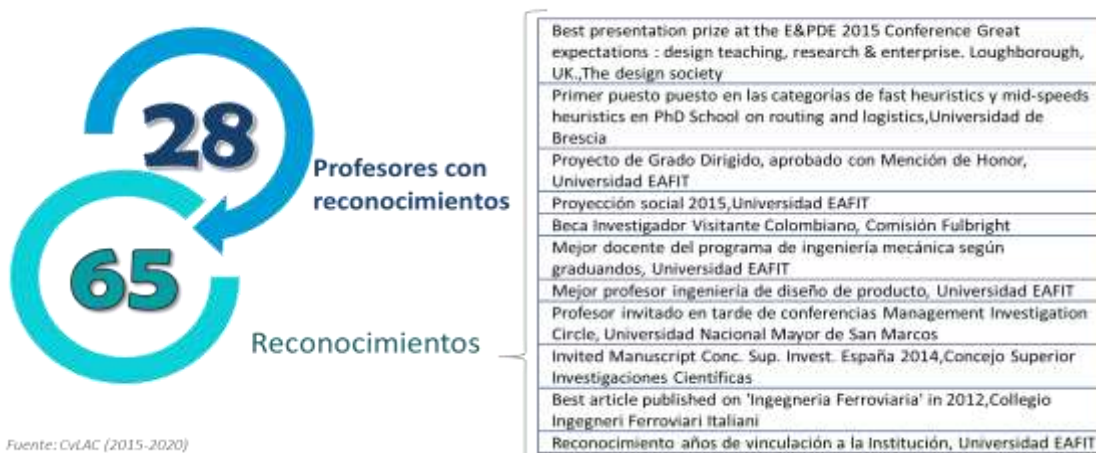 28
Profesores con
reconocimientos
65
Reconocimientos
Best presentation prize at the E&PDE 2015 Conference Great
expectations : design teaching, research & enterprise. Loughborough,
UK.,The design society
Primer puesto puesto en las categorías de fast heuristics y mid-speeds
heuristics en PhD School on routing and logistics,Universidad de
Brescia
Proyecto de Grado Dirigido, aprobado con Mención de Honor,
Universidad EAFIT
Proyección social 2015,Universidad EAFIT
Beca Investigador Visitante Colombiano, Comisión Fulbright
Mejor docente del programa de ingeniería mecánica según
graduandos, Universidad EAFIT
Mejor profesor ingeniería de diseño de producto, Universidad EAFIT
Profesor invitado en tarde de conferencias Management Investigation
Circle, Universidad Nacional Mayor de San Marcos
Invited Manuscript Conc. Sup. Invest. España 2014,Concejo Superior
Investigaciones Científicas
Best article published on 'Ingegneria Ferroviaria' in 2012,Collegio
Ingegneri Ferroviari Italiani
Reconocimiento años de vinculación a la Institución, Universidad EAFIT
Fuente: CvLAC (2015-2020)